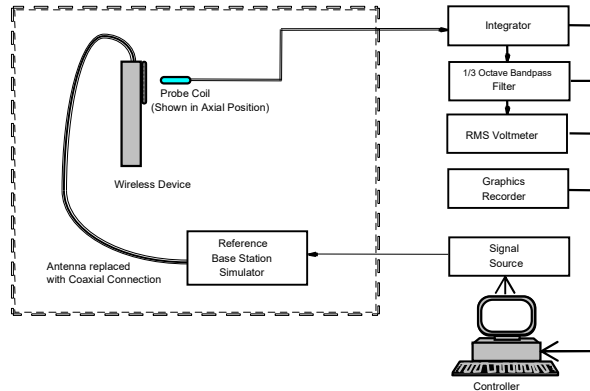 Integrator
1/3 Octave Bandpass
Filter
RMS Voltmeter
Graphics
Recorder
Probe Coil
(Shown in Axial Position)
Wireless Device
Reference
Base Station
Simulator
Signal
Source
Antenna replaced
with Coaxial Connection
Controller